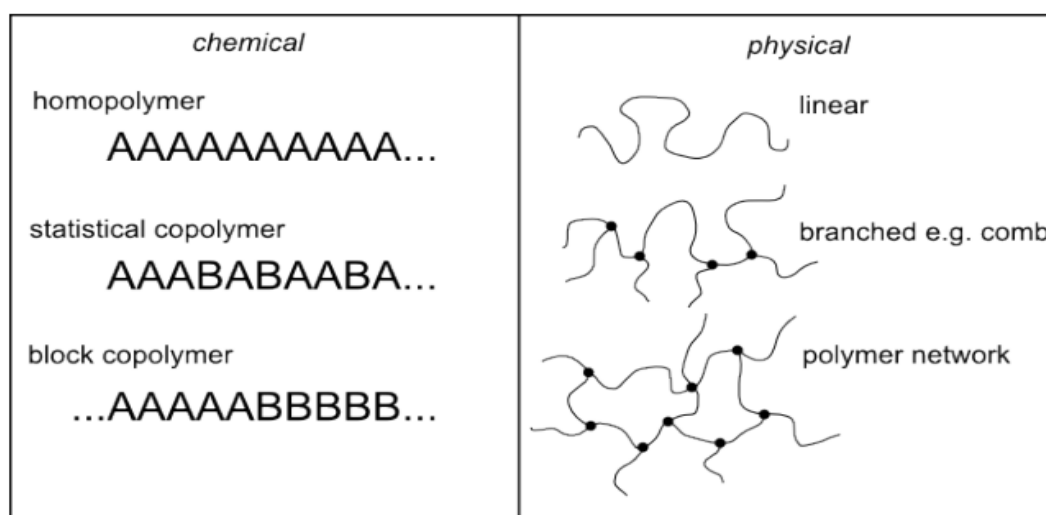 chemical
homopolymer
AAAAAAAAAA...
statistical copolymer
AAABABAABA...
block copolymer
...AAAAABBBBB...
physical
linear
branched e.g. comb
polymer network